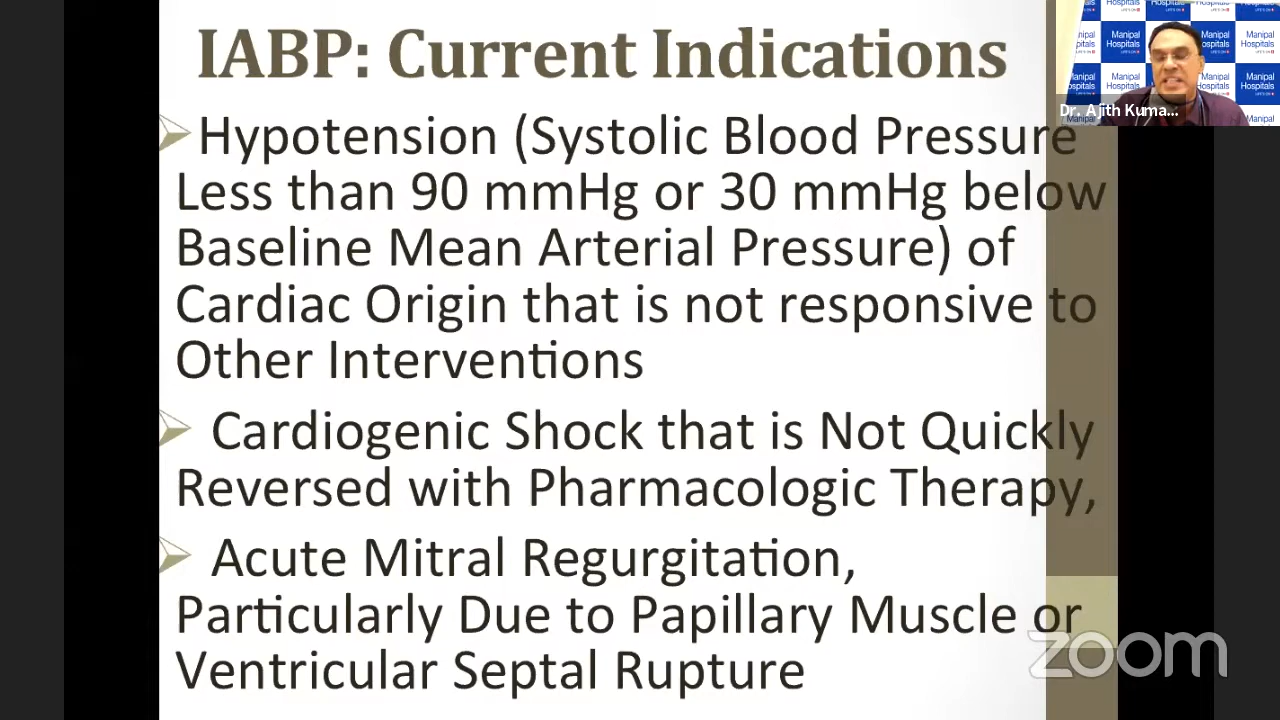 IABP: Current Indications
Hypotension (Systolic Blood Pressure
Less than 90 mmHg or 30 mmHg below
Baseline Mean Arterial Pressure) of
Cardiac Origin that is not responsive to
Other Interventions
Cardiogenic Shock that is Not Quickly
Reversed with Pharmacologic Therapy,
Acute Mitral Regurgitation,
Particularly Due to Papillary Muscle or
Ventricular Septal Rupture
Manipal
Hospitals
Dr. Ajith Kuma...
zoom